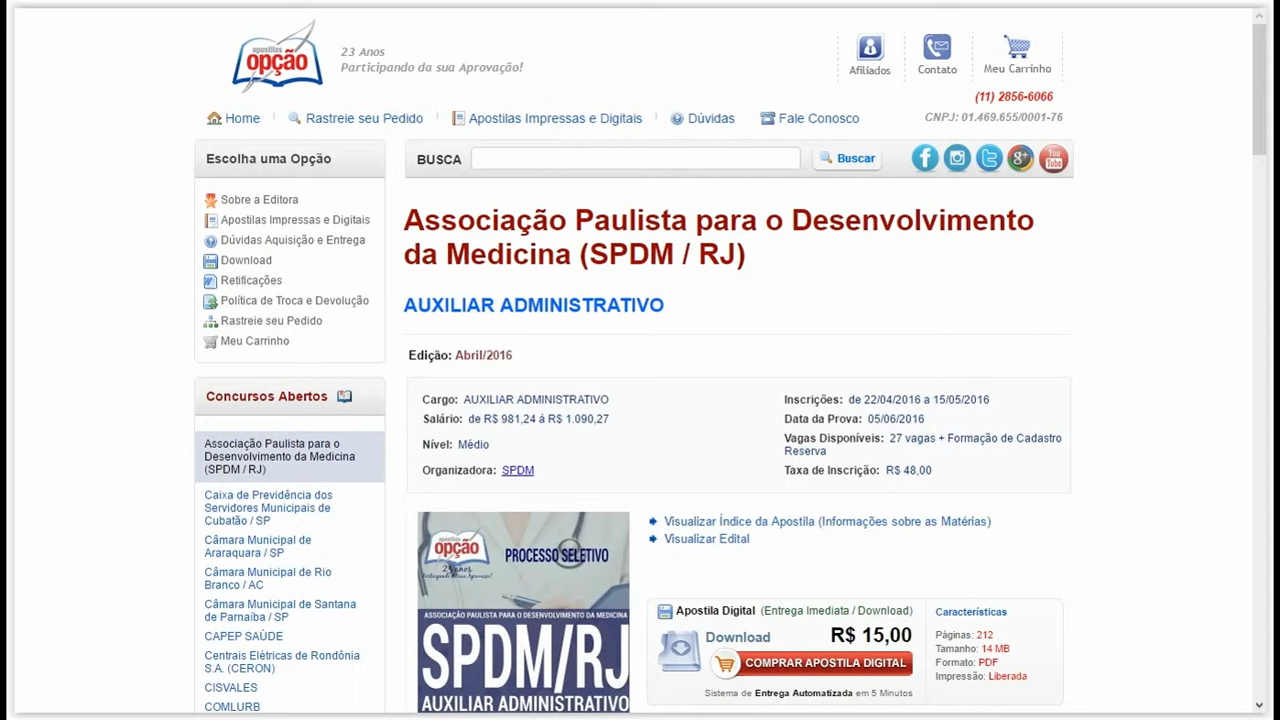 apostilas
opção
23 Anos
Participando da sua Aprovação!
Afiliados
Contato
Meu Carrinho
(11) 2856-6066
CNPJ: 01.469.655/0001-76
Home
Rastreie seu Pedido
Apostilas Impressas e Digitais
Dúvidas
Fale Conosco
Escolha uma Opção
Sobre a Editora
Apostilas Impressas e Digitais
Dúvidas Aquisição e Entrega
Download
Retificações
Política de Troca e Devolução
Rastreie seu Pedido
Meu Carrinho
Concursos Abertos
Associação Paulista para o
Desenvolvimento da Medicina
(SPDM / RJ)
Caixa de Previdência dos
Servidores Municipais de
Cubatão / SP
Câmara Municipal de
Araraquara / SP
Câmara Municipal de Rio
Branco / AC
Câmara Municipal de Santana
de Parnaíba / SP
CAPEP SAÚDE
Centrais Elétricas de Rondônia
S.A. (CERON)
CISVALES
COMLURB
BUSCA
Buscar
You
Tube
Associação Paulista para o Desenvolvimento
da Medicina (SPDM / RJ)
AUXILIAR ADMINISTRATIVO
Edição: Abril/2016
Cargo: AUXILIAR ADMINISTRATIVO
Salário: de R$ 981,24 à R$ 1.090,27
Nível: Médio
Organizadora: SPDM
Inscrições: de 22/04/2016 a 15/05/2016
Data da Prova: 05/06/2016
Vagas Disponíveis: 27 vagas + Formação de Cadastro
Reserva
Taxa de Inscrição: R$ 48,00
apostilas
opção
23 Anos
Participando da sua Aprovação!
PROCESSO SELETIVO
ASSOCIAÇÃO PAULISTA PARA O DESENVOLVIMENTO DA MEDICINA
SPDM/RJ
AUXILIAR ADMINISTRATIVO
Visualizar Índice da Apostila (Informações sobre as Matérias)
Visualizar Edital
Apostila Digital (Entrega Imediata / Download)
Download
R$ 15,00
COMPRAR APOSTILA DIGITAL
Sistema de Entrega Automatizada em 5 Minutos
Características
Páginas: 212
Tamanho: 14 MB
Formato: PDF
Impressão: Liberada